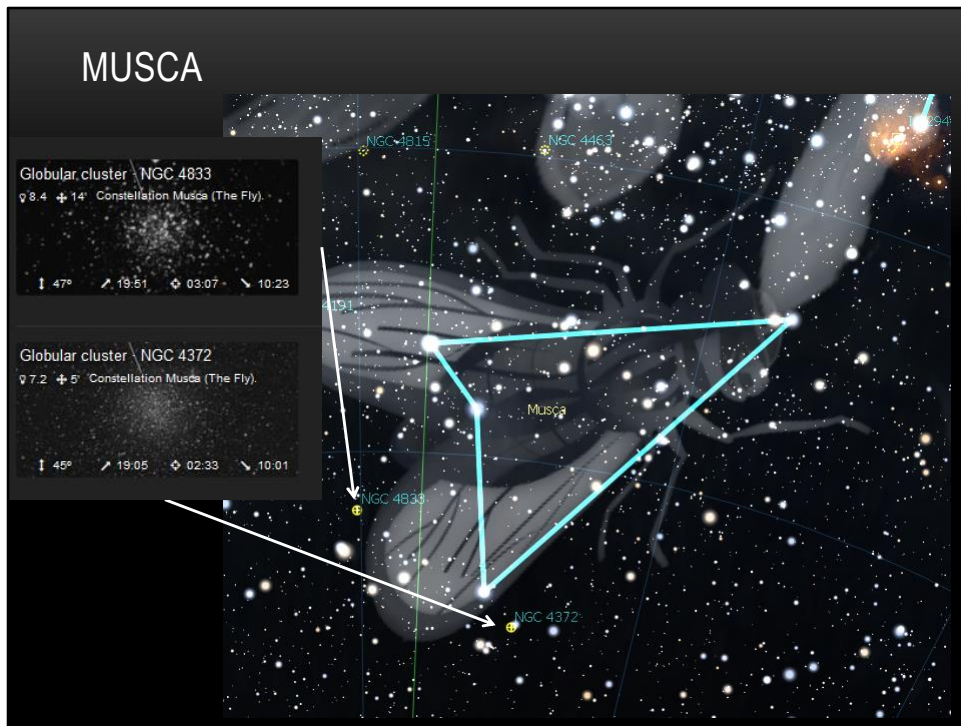 MUSCA
Globular cluster - NGC 4833
8.4 14' Constellation Musca (The Fly).
47° 19:51 03:07 10:23
Globular cluster - NGC 4372
7.2 5' Constellation Musca (The Fly).
45° 19:05 02:33 10:01
NGC 4815
NGC 4463
4191
Musca
NGC 4833
NGC 4372